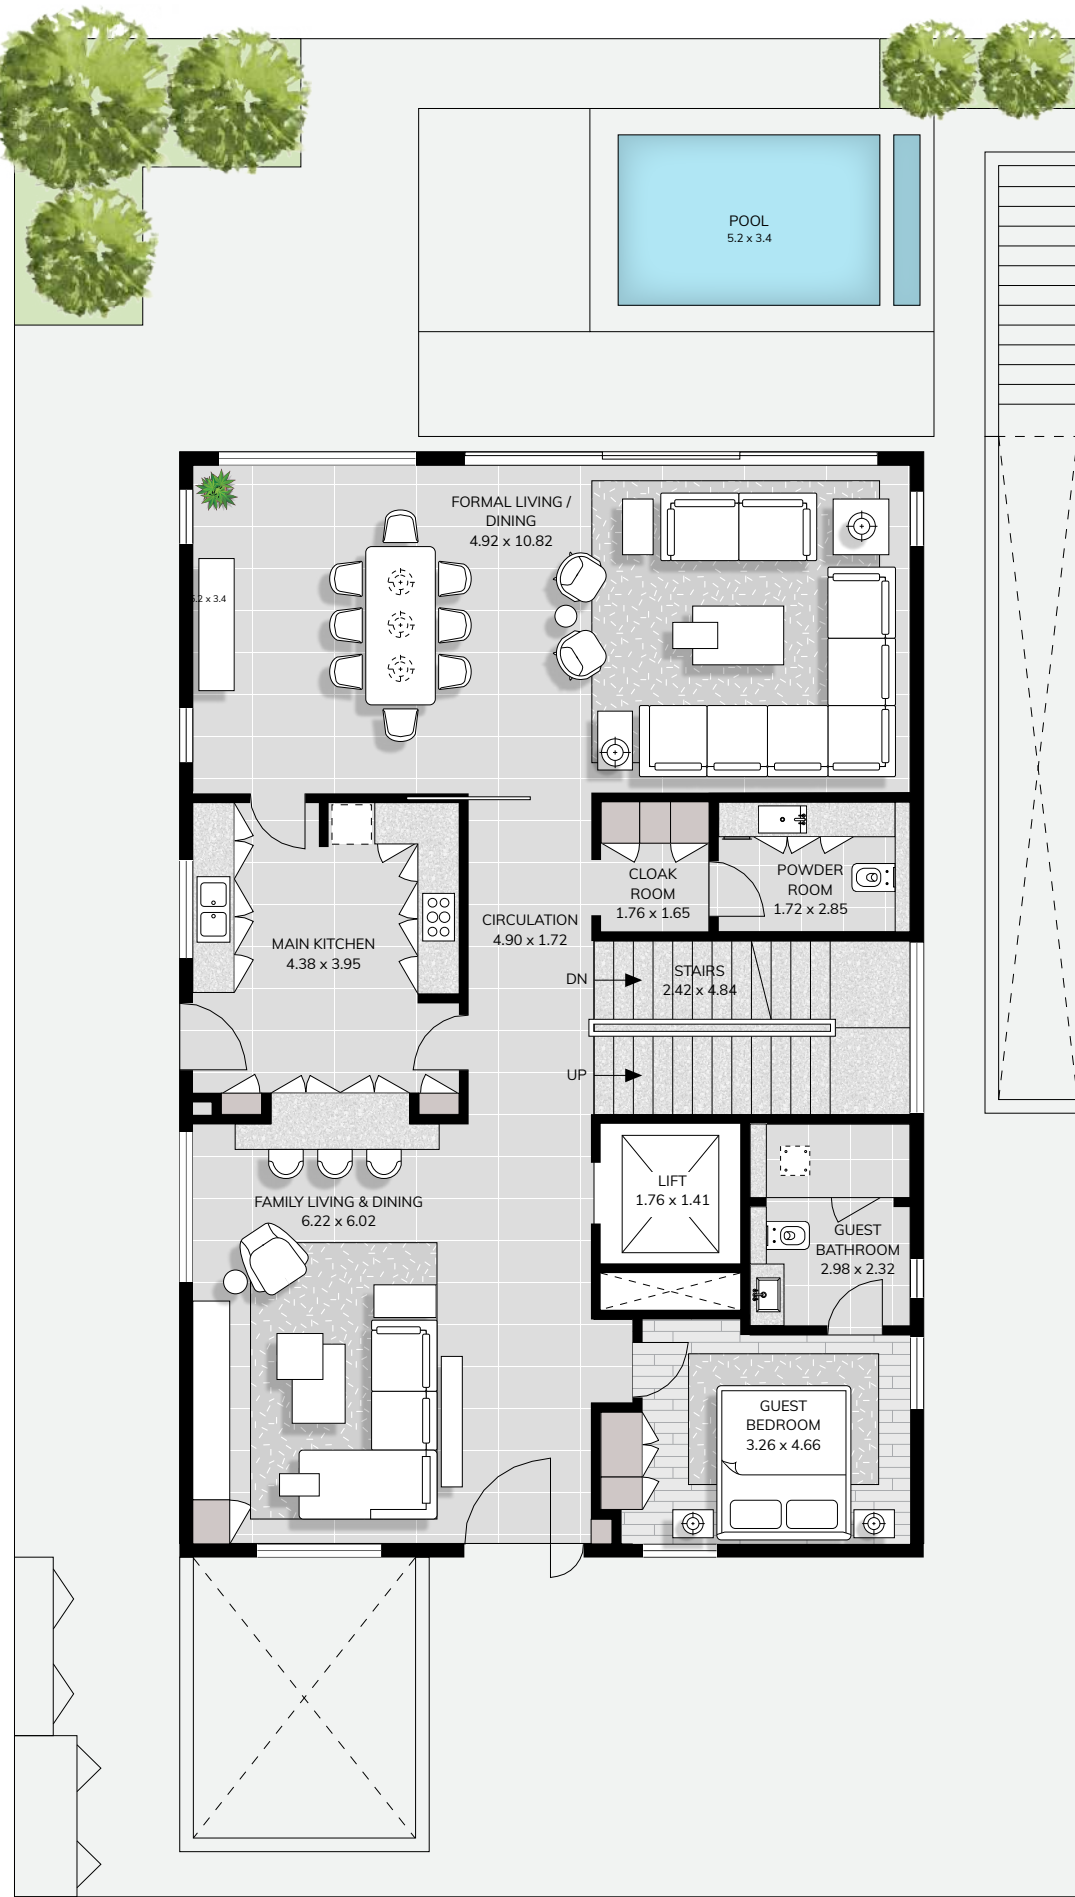 POOL
5.2 x 3.4
FORMAL LIVING /
DINING
4.92 x 10.82
5.2 x 3.4
CLOAK
ROOM
1.76 x 1.65
POWDER
ROOM
1.72 x 2.85
CIRCULATION
4.90 x 1.72
MAIN KITCHEN
4.38 x 3.95
DN
STAIRS
2.42 x 4.84
UP
LIFT
1.76 x 1.41
FAMILY LIVING & DINING
6.22 x 6.02
GUEST
BATHROOM
2.98 x 2.32
GUEST
BEDROOM
3.26 x 4.66